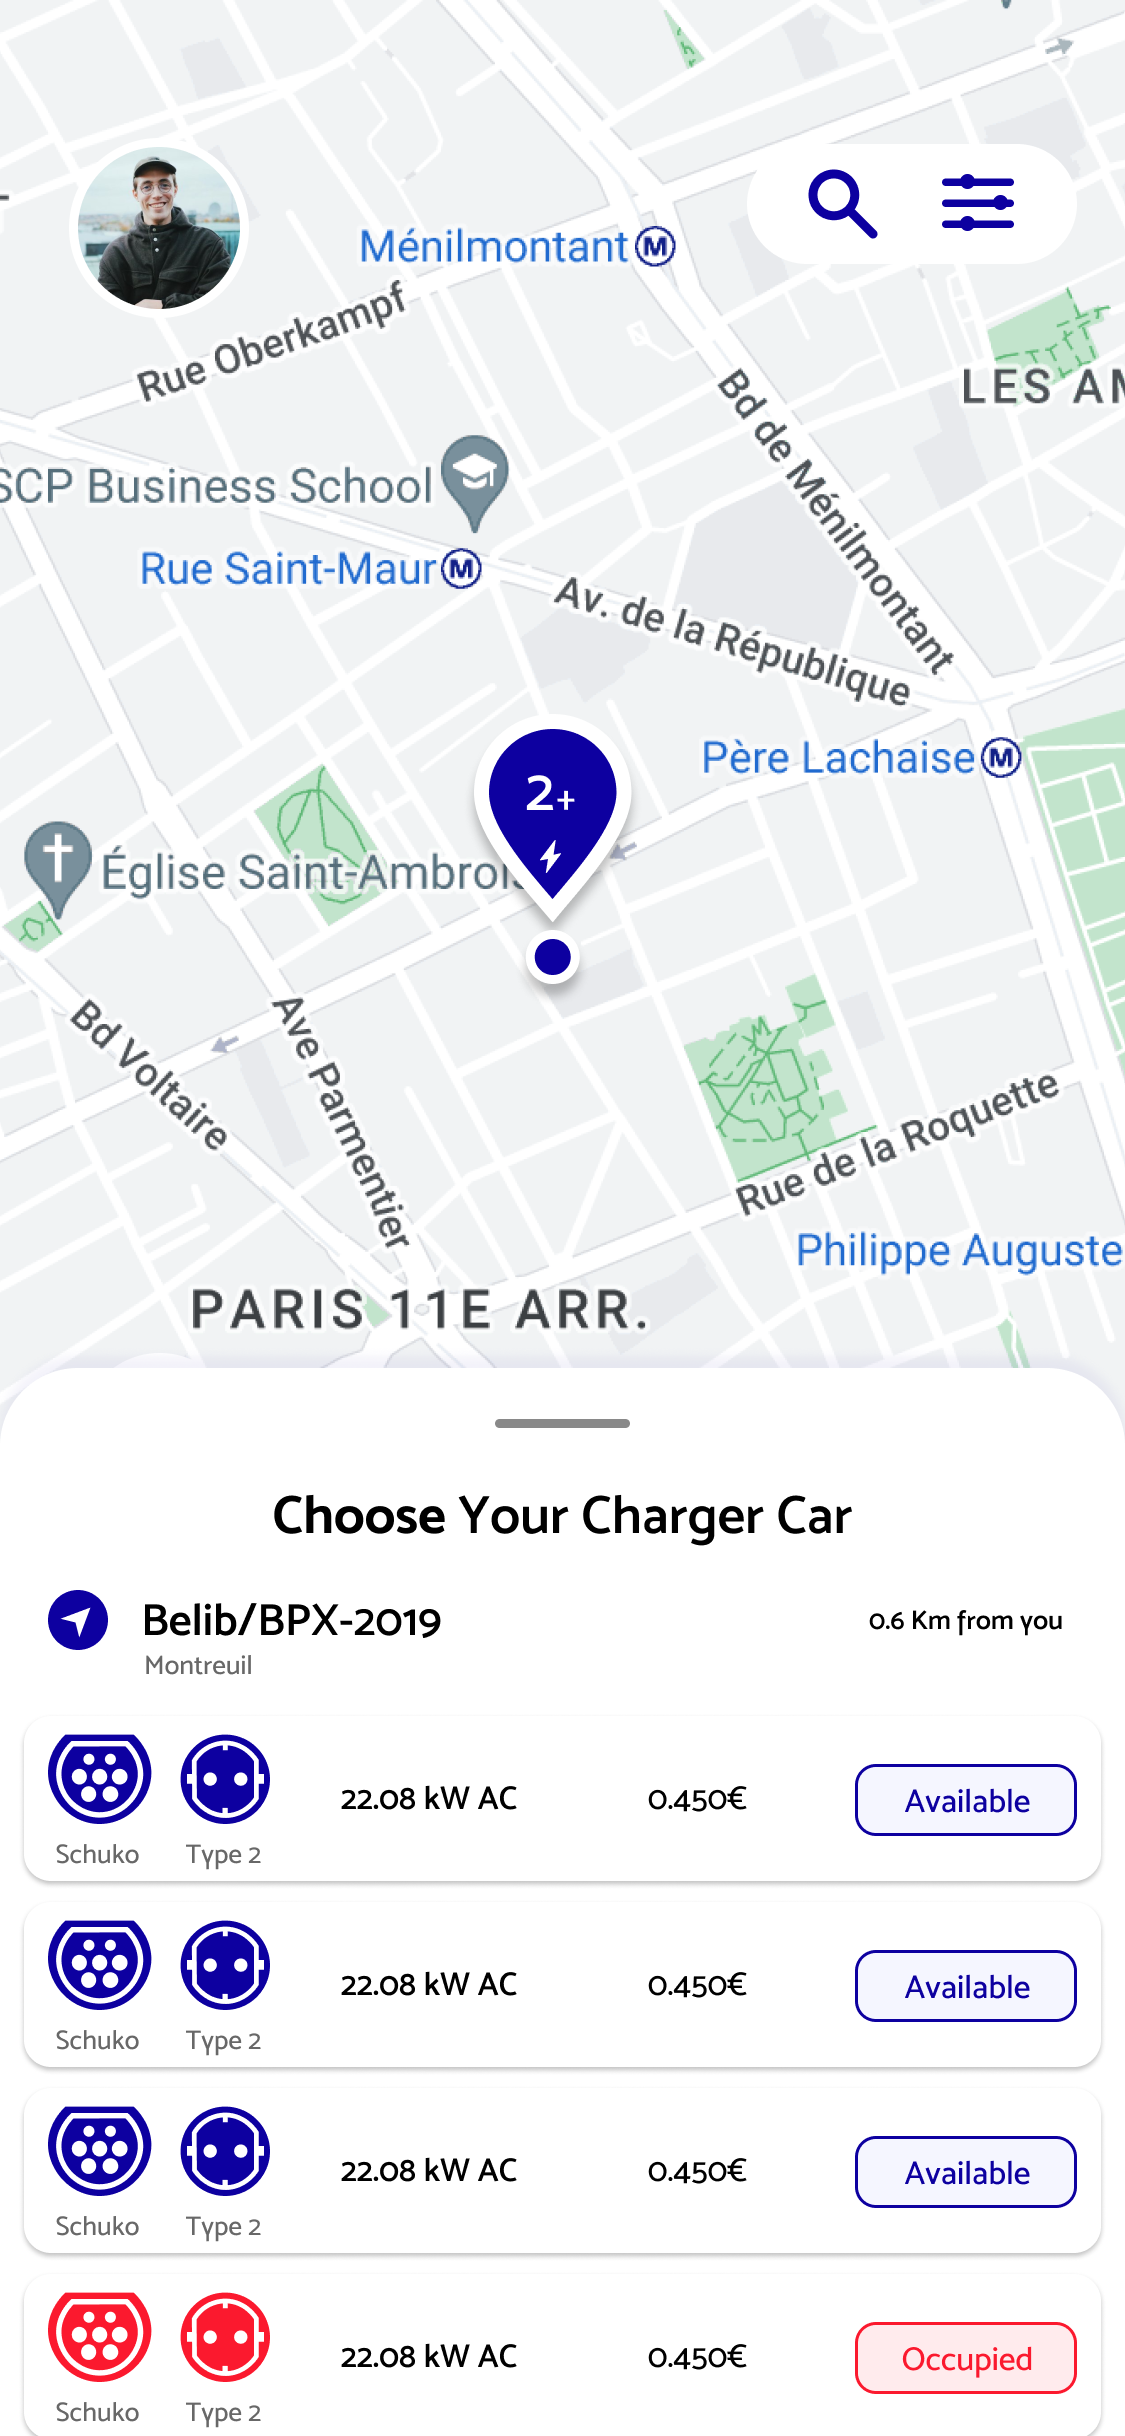 Ménilmontant M
Rue Oberkampf
LES AM
Bd de Ménilmontant
SCP Business School
Rue Saint-Maur M
Av. de la République
Père Lachaise M
2+
Église Saint-Ambrois
Bd Voltaire
Ave Parmentier
Rue de la Roquette
Philippe Auguste
PARIS 11E ARR.
Choose Your Charger Car
Belib/BPX-2019
0.6 Km from you
Montreuil
22.08 kW AC 0.450€ Available
Schuko Type 2
22.08 kW AC 0.450€ Available
Schuko Type 2
22.08 kW AC 0.450€ Available
Schuko Type 2
22.08 kW AC 0.450€ Occupied
Schuko Type 2